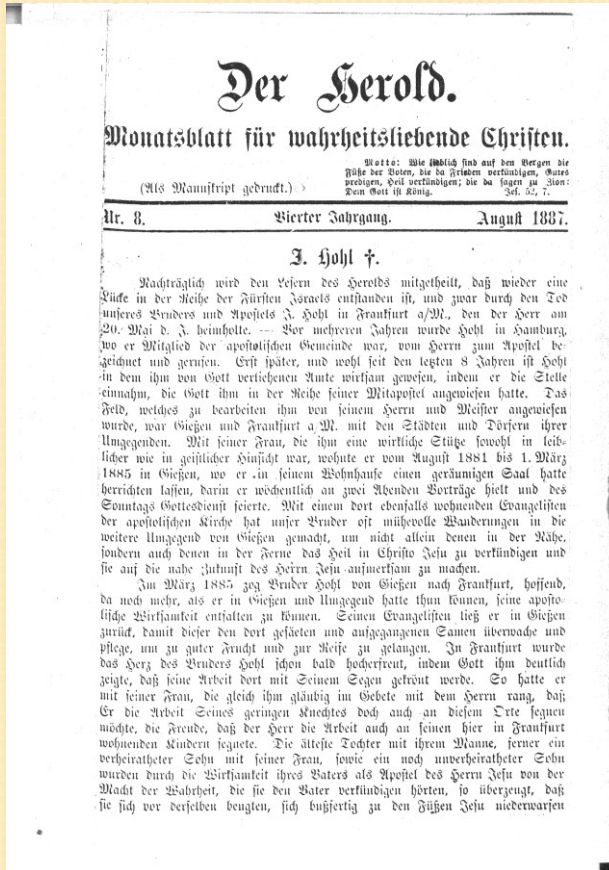 Der Herold.
Monatsblatt für wahrheitsliebende Christen.
Motto: Wie lieblich sind auf den Bergen die
Füße der Boten, die da Frieden verkündigen, Gutes
predigen, Heil verkündigen; die da sagen zu Zion:
Dein Gott ist König. Jes. 52, 7.
(Als Manuskript gedruckt.)
Nr. 8. Vierter Jahrgang. August 1887.
J. Hohl †.
Nachträglich wird den Lesern des Herolds mitgetheilt, daß wieder eine
Lücke in der Reihe der Fürsten Israels entstanden ist, und zwar durch den Tod
unseres Bruders und Apostels J. Hohl in Frankfurt a/M., den der Herr am
20. Mai d. J. heimholte. — Vor mehreren Jahren wurde Hohl in Hamburg,
wo er Mitglied der apostolischen Gemeinde war, vom Herrn zum Apostel be-
zeichnet und gerufen. Erst später, und wohl seit den letzten 8 Jahren ist Hohl
in dem ihm von Gott verliehenen Amte wirksam gewesen, indem er die Stelle
einnahm, die Gott ihm in der Reihe seiner Mitapostel angewiesen hatte. Das
Feld, welches zu bearbeiten ihm von seinem Herrn und Meister angewiesen
wurde, war Gießen und Frankfurt a/M. mit den Städten und Dörfern ihrer
Umgegenden. Mit seiner Frau, die ihm eine wirkliche Stütze sowohl in leib-
licher wie in geistlicher Hinsicht war, wohnte er vom August 1881 bis 1. März
1885 in Gießen, wo er in seinem Wohnhause einen geräumigen Saal hatte
herrichten lassen, darin er wöchentlich an zwei Abenden Vorträge hielt und des
Sonntags Gottesdienst feierte. Mit einem dort ebenfalls wohnenden Evangelisten
der apostolischen Kirche hat unser Bruder oft mühevolle Wanderungen in die
weitere Umgegend von Gießen gemacht, um nicht allein denen in der Nähe,
sondern auch denen in der Ferne das Heil in Christo Jesu zu verkündigen und
sie auf die nahe Zukunft des Herrn Jesu aufmerksam zu machen.
Im März 1885 zog Bruder Hohl von Gießen nach Frankfurt, hoffend,
da noch mehr, als er in Gießen und Umgegend hatte thun können, seine aposto-
lische Wirksamkeit entfalten zu können. Seinen Evangelisten ließ er in Gießen
zurück, damit dieser den dort gesäeten und aufgegangenen Samen überwache und
pflege, um zu guter Frucht und zur Reife zu gelangen. In Frankfurt wurde
das Herz des Bruders Hohl schon bald hocherfreut, indem Gott ihm deutlich
zeigte, daß seine Arbeit dort mit Seinem Segen gekrönt werde. So hatte er
mit seiner Frau, die gleich ihm gläubig im Gebete mit dem Herrn rang, daß
Er die Arbeit Seines geringen Knechtes doch auch an diesem Orte segnen
möchte, die Freude, daß der Herr die Arbeit auch an seinen hier in Frankfurt
wohnenden Kindern segnete. Die älteste Tochter mit ihrem Manne, ferner ein
verheiratheter Sohn mit seiner Frau, sowie ein noch unverheiratheter Sohn
wurden durch die Wirksamkeit ihres Vaters als Apostel des Herrn Jesu von der
Macht der Wahrheit, die sie den Vater verkündigen hörten, so überzeugt, daß
sie sich vor derselben beugten, sich bußfertig zu den Füßen Jesu niederwarfen